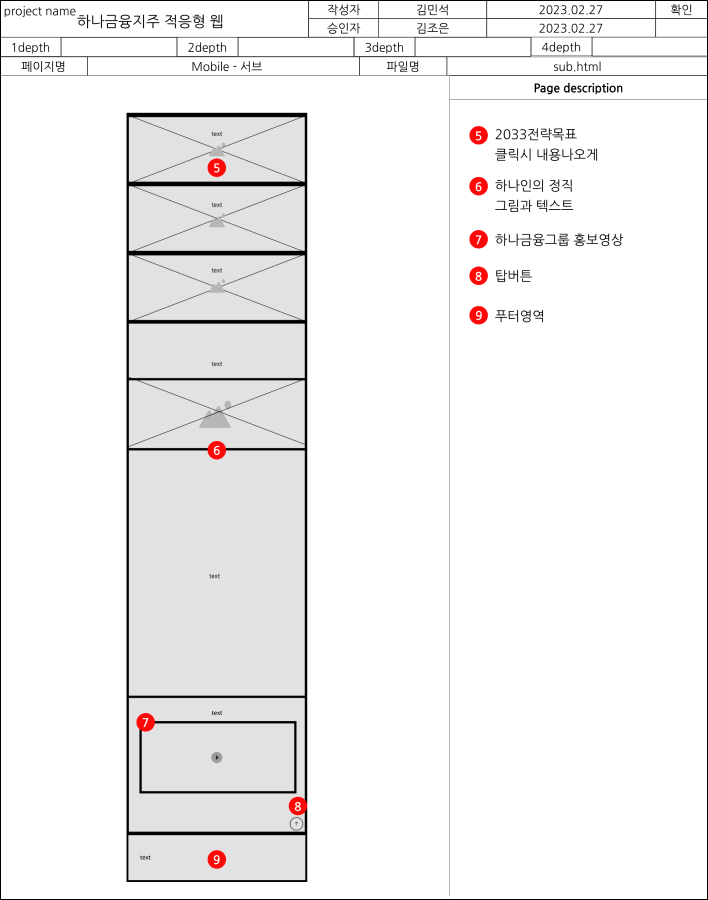 project name 하나금융지주 적응형 웹
작성자 김민석 2023.02.27 확인
승인자 김조은 2023.02.27
1depth 2depth 3depth 4depth
페이지명 Mobile - 서브 파일명 sub.html
Page description
text
5
text
text
text
6
text
text
7
8
text
9
5 2033전략목표
클릭시 내용나오게
6 하나인의 정직
그림과 텍스트
7 하나금융그룹 홍보영상
8 탑버튼
9 푸터영역